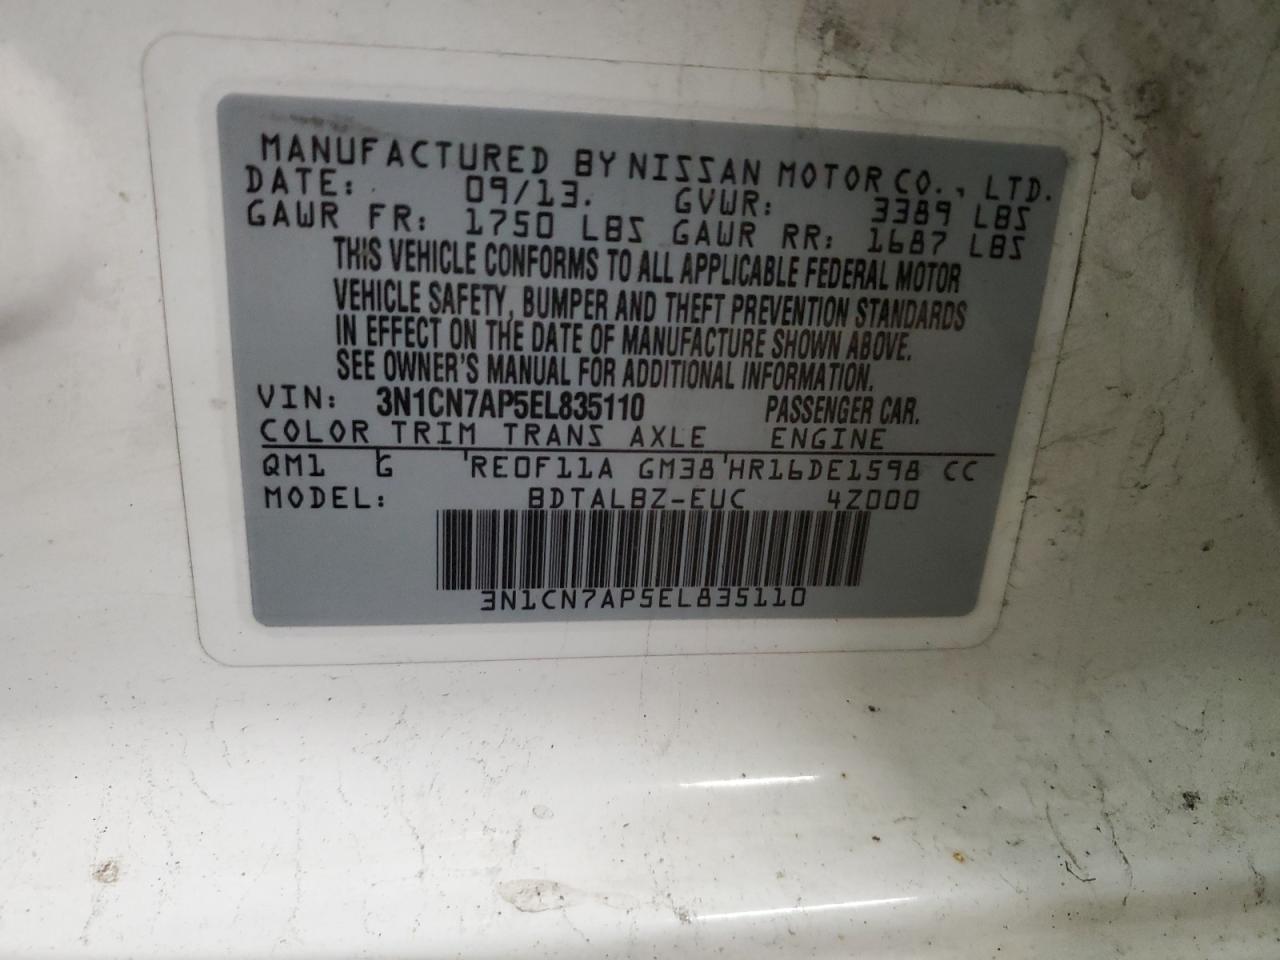 MANUFACTURED BY NISSAN MOTOR CO., LTD.
DATE: 09/13. GVWR: 3389 LBS
GAWR FR: 1750 LBS GAWR RR: 1687 LBS
THIS VEHICLE CONFORMS TO ALL APPLICABLE FEDERAL MOTOR
VEHICLE SAFETY, BUMPER AND THEFT PREVENTION STANDARDS
IN EFFECT ON THE DATE OF MANUFACTURE SHOWN ABOVE.
SEE OWNER'S MANUAL FOR ADDITIONAL INFORMATION.
VIN: 3N1CN7AP5EL835110 PASSENGER CAR.
COLOR TRIM TRANS AXLE ENGINE
QM1 G RE0F11A GM38 HR16DE1598 CC
MODEL: BDTALBZ-EUC 4Z000
3N1CN7AP5EL835110